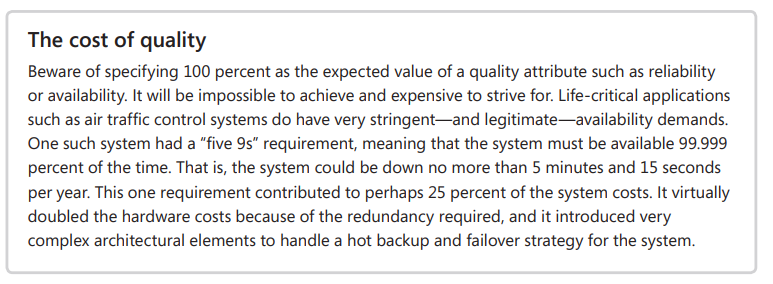 The cost of quality
Beware of specifying 100 percent as the expected value of a quality attribute such as reliability
or availability. It will be impossible to achieve and expensive to strive for. Life-critical applications
such as air traffic control systems do have very stringent—and legitimate—availability demands.
One such system had a “five 9s” requirement, meaning that the system must be available 99.999
percent of the time. That is, the system could be down no more than 5 minutes and 15 seconds
per year. This one requirement contributed to perhaps 25 percent of the system costs. It virtually
doubled the hardware costs because of the redundancy required, and it introduced very
complex architectural elements to handle a hot backup and failover strategy for the system.